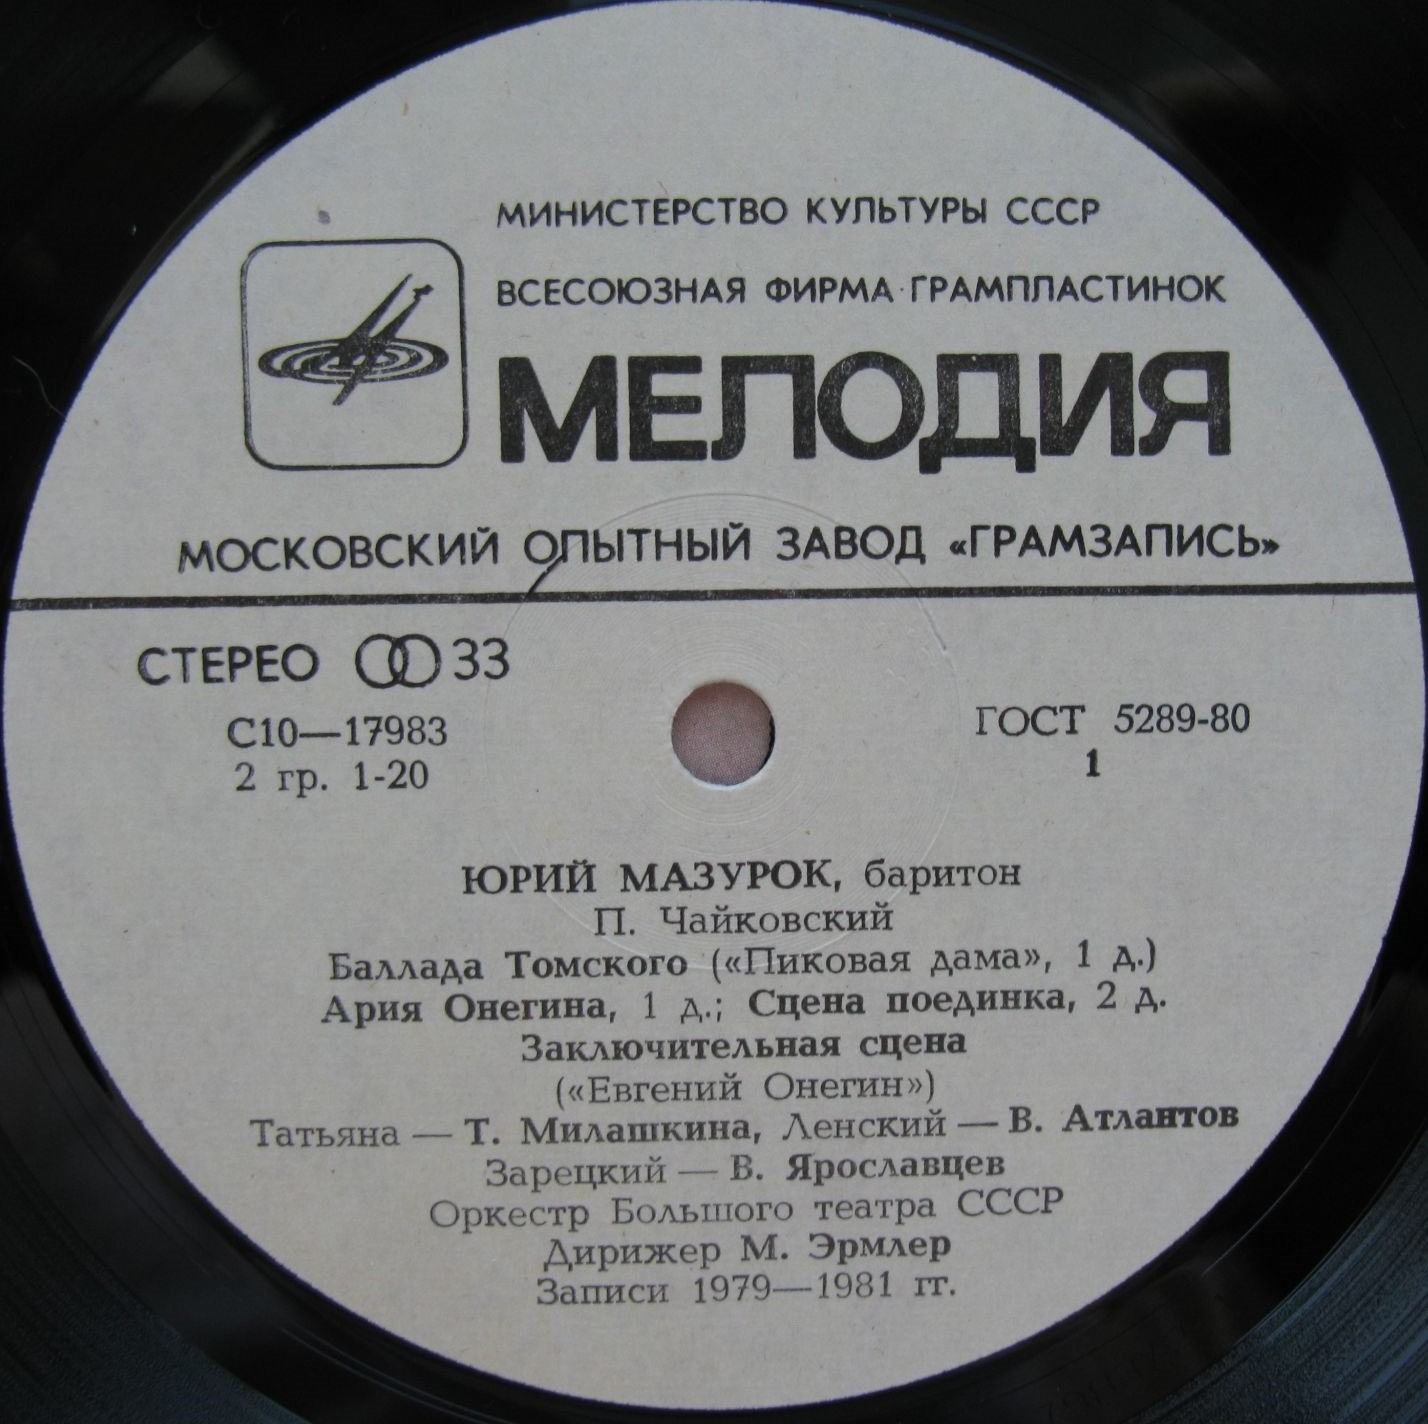 МИНИСТЕРСТВО КУЛЬТУРЫ СССР
ВСЕСОЮЗНАЯ ФИРМА ГРАМПЛАСТИНОК
МЕЛОДИЯ
МОСКОВСКИЙ ОПЫТНЫЙ ЗАВОД «ГРАМЗАПИСЬ»
СТЕРЕО 33
С10—17983
2 гр. 1-20
ГОСТ 5289-80
1
ЮРИЙ МАЗУРОК, баритон
П. Чайковский
Баллада Томского («Пиковая дама», 1 д.)
Ария Онегина, 1 д.; Сцена поединка, 2 д.
Заключительная сцена
(«Евгений Онегин»)
Татьяна — Т. Милашкина, Ленский — В. Атлантов
Зарецкий — В. Ярославцев
Оркестр Большого театра СССР
Дирижер М. Эрмлер
Записи 1979—1981 гг.